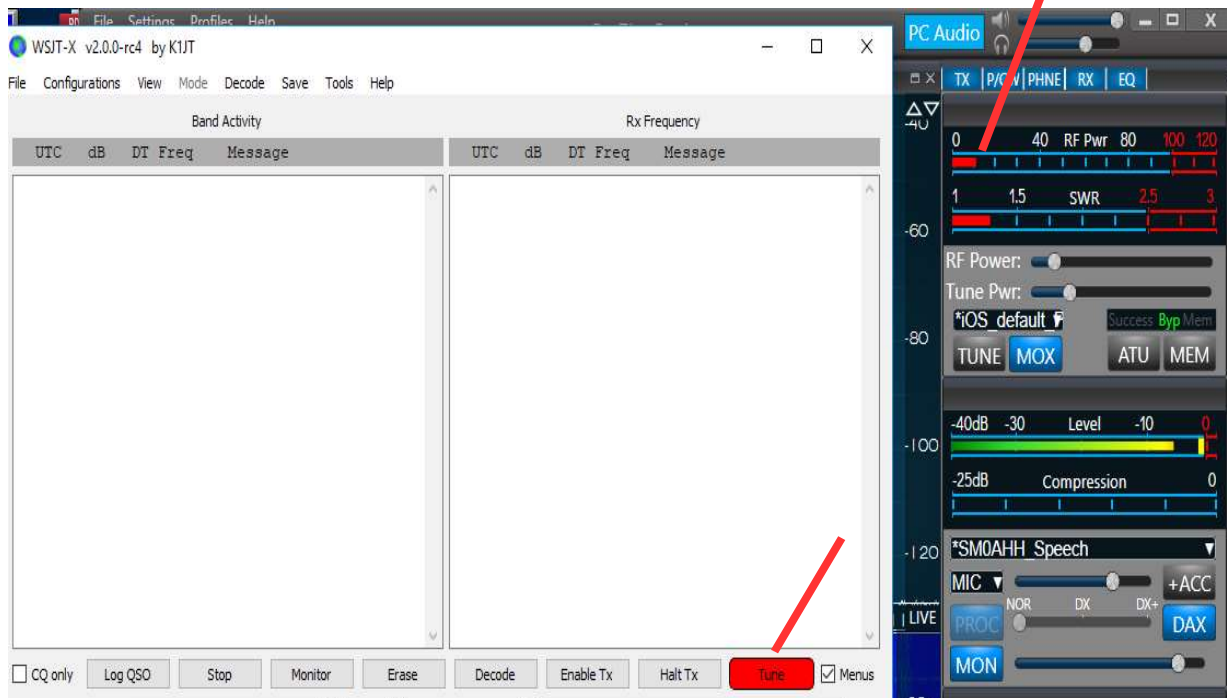 File Settings Profiles Help
WSJT-X v2.0.0-rc4 by K1JT
File Configurations View Mode Decode Save Tools Help
Band Activity
Rx Frequency
UTC dB DT Freq Message
UTC dB DT Freq Message
CQ only Log QSO Stop Monitor Erase Decode Enable Tx Halt Tx Tune Menus
-40
-60
-80
-100
-120
LIVE
PC Audio
X
TX P/CW PHNE RX EQ
0 40 RF Pwr 80 100 120
1 1.5 SWR 2.5 3
RF Power:
Tune Pwr:
*iOS_default_
Success Byp Mem
TUNE MOX ATU MEM
-40dB -30 Level -10 0
-25dB Compression 0
*SM0AHH_Speech
MIC +ACC
NOR DX DX+
PROC DAX
MON